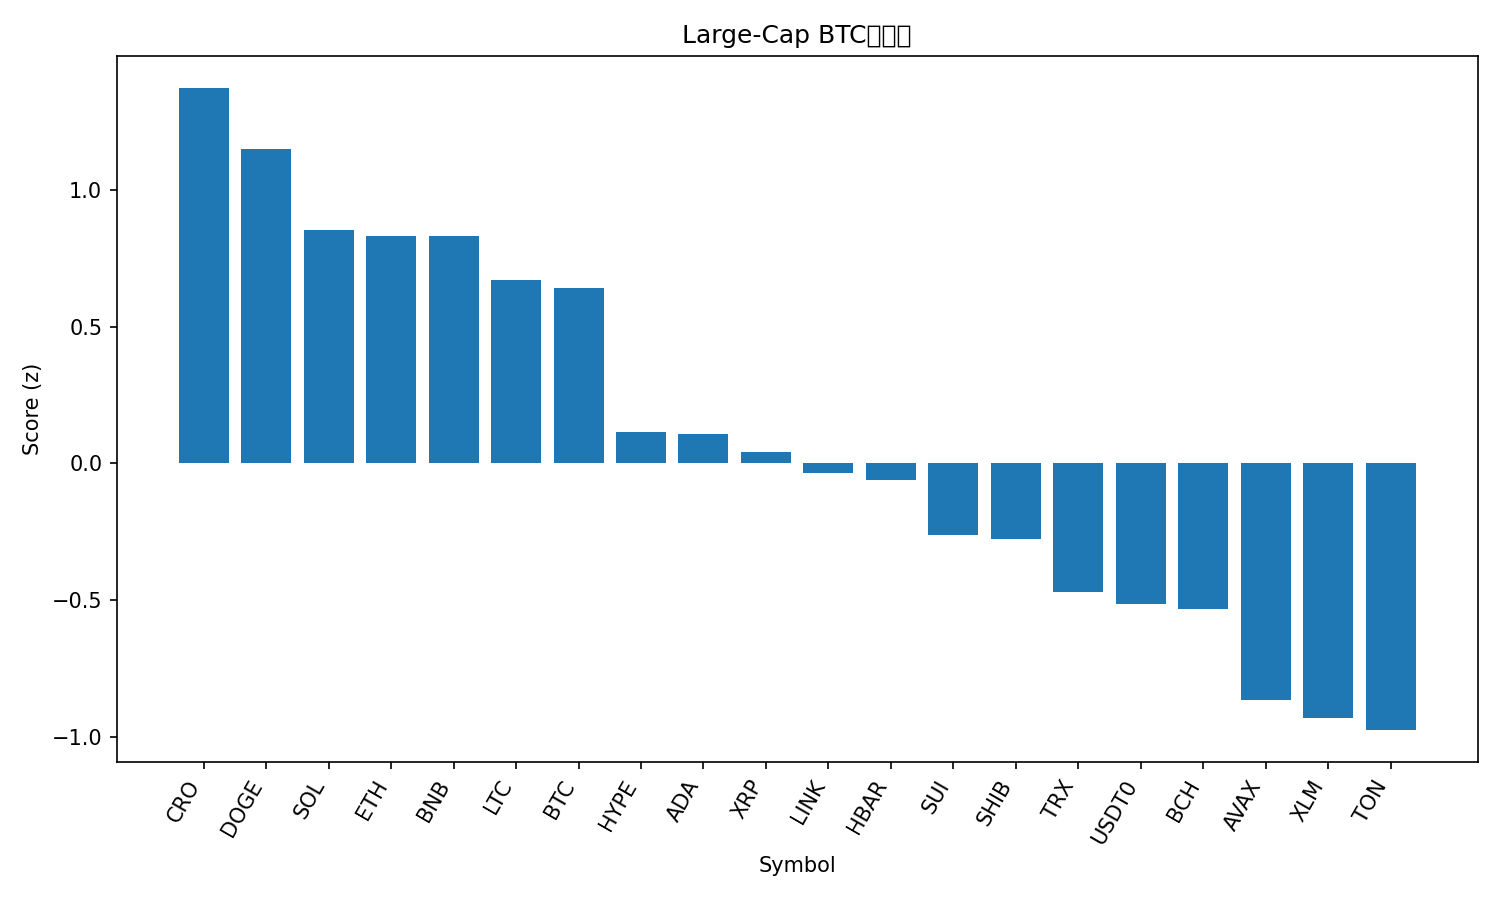 Large-Cap BTC
1.0
0.5
0.0
−0.5
−1.0
Score (z)
CRO
DOGE
SOL
ETH
BNB
LTC
BTC
HYPE
ADA
XRP
LINK
HBAR
SUI
SHIB
TRX
USDT0
BCH
AVAX
XLM
TON
Symbol